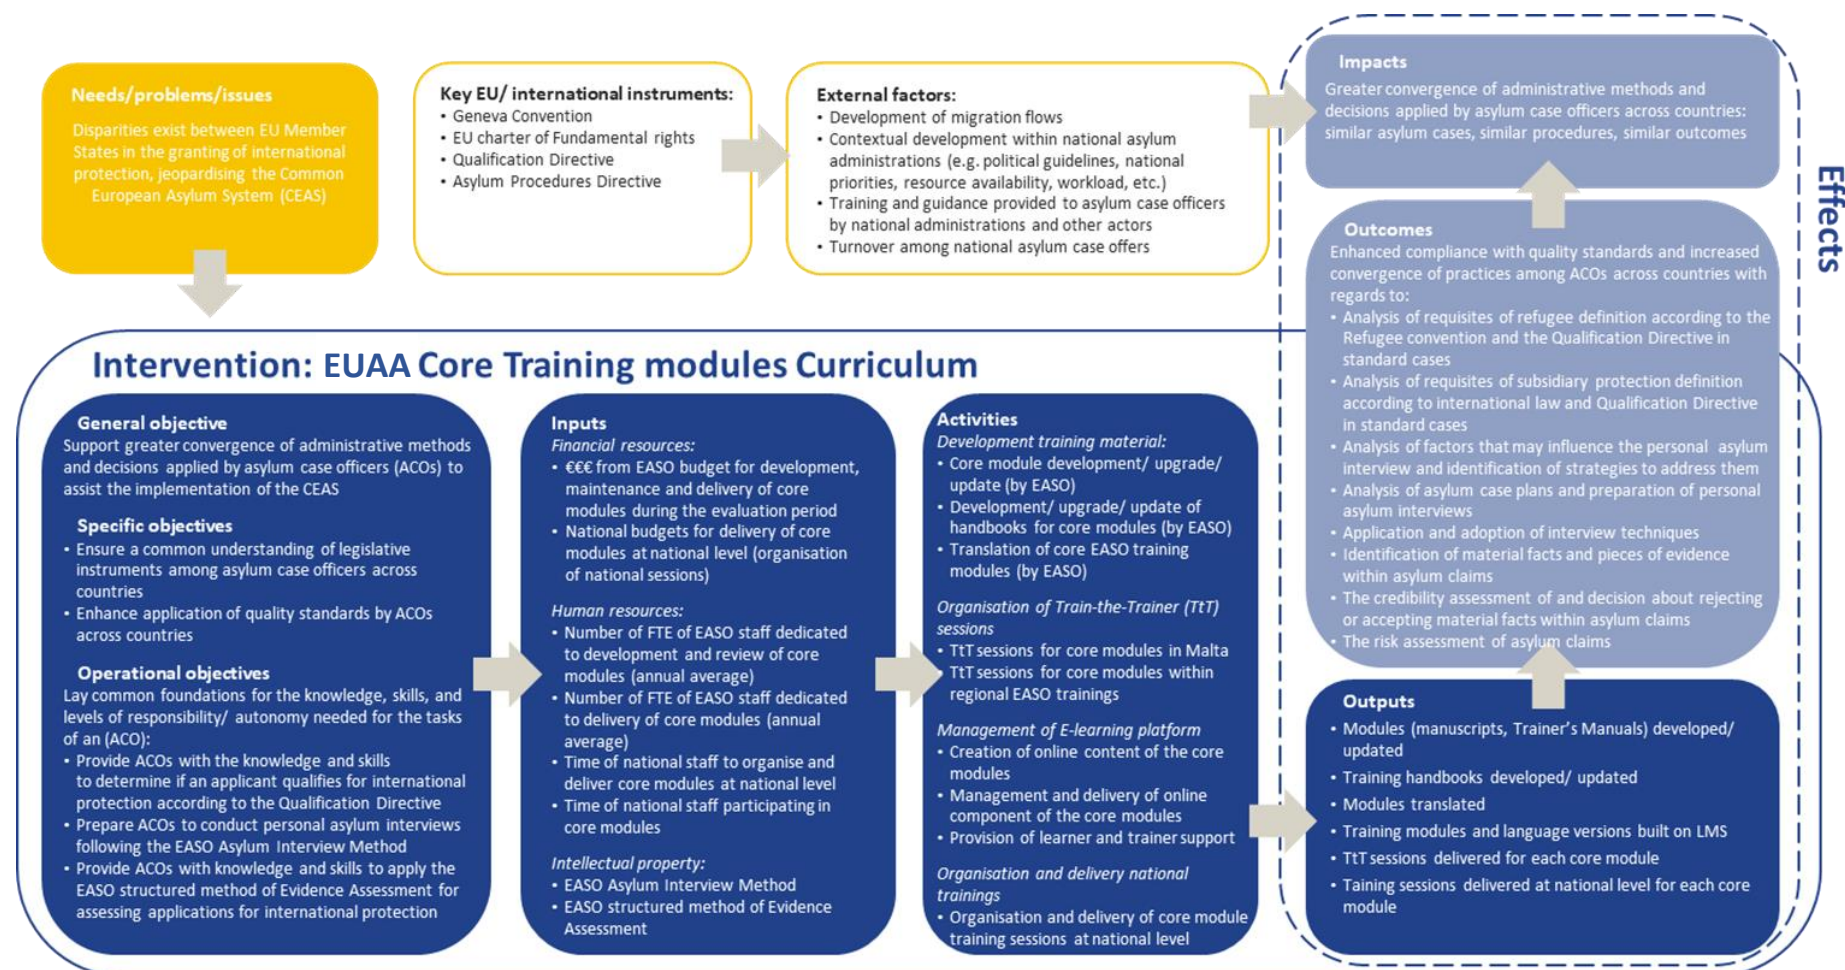 Needs/problems/issues
Disparities exist between EU Member
States in the granting of international
protection, jeopardising the Common
European Asylum System (CEAS)
Key EU/ international instruments:
• Geneva Convention
• EU charter of Fundamental rights
• Qualification Directive
• Asylum Procedures Directive
External factors:
• Development of migration flows
• Contextual development within national asylum
administrations (e.g. political guidelines, national
priorities, resource availability, workload, etc.)
• Training and guidance provided to asylum case officers
by national administrations and other actors
• Turnover among national asylum case offers
Impacts
Greater convergence of administrative methods and
decisions applied by asylum case officers across countries:
similar asylum cases, similar procedures, similar outcomes
Effects
Outcomes
Enhanced compliance with quality standards and increased
convergence of practices among ACOs across countries with
regards to:
• Analysis of requisites of refugee definition according to the
Refugee convention and the Qualification Directive in
standard cases
• Analysis of requisites of subsidiary protection definition
according to international law and Qualification Directive
in standard cases
• Analysis of factors that may influence the personal asylum
interview and identification of strategies to address them
• Analysis of asylum case plans and preparation of personal
asylum interviews
• Application and adoption of interview techniques
• Identification of material facts and pieces of evidence
within asylum claims
• The credibility assessment of and decision about rejecting
or accepting material facts within asylum claims
• The risk assessment of asylum claims
Intervention: EUAA Core Training modules Curriculum
General objective
Support greater convergence of administrative methods
and decisions applied by asylum case officers (ACOs) to
assist the implementation of the CEAS
Specific objectives
• Ensure a common understanding of legislative
instruments among asylum case officers across
countries
• Enhance application of quality standards by ACOs
across countries
Operational objectives
Lay common foundations for the knowledge, skills, and
levels of responsibility/ autonomy needed for the tasks
of an (ACO):
• Provide ACOs with the knowledge and skills
to determine if an applicant qualifies for international
protection according to the Qualification Directive
• Prepare ACOs to conduct personal asylum interviews
following the EASO Asylum Interview Method
• Provide ACOs with knowledge and skills to apply the
EASO structured method of Evidence Assessment for
assessing applications for international protection
Inputs
Financial resources:
• €€€ from EASO budget for development,
maintenance and delivery of core
modules during the evaluation period
• National budgets for delivery of core
modules at national level (organisation
of national sessions)
Human resources:
• Number of FTE of EASO staff dedicated
to development and review of core
modules (annual average)
• Number of FTE of EASO staff dedicated
to delivery of core modules (annual
average)
• Time of national staff to organise and
deliver core modules at national level
• Time of national staff participating in
core modules
Intellectual property:
• EASO Asylum Interview Method
• EASO structured method of Evidence
Assessment
Activities
Development training material:
• Core module development/ upgrade/
update (by EASO)
• Development/ upgrade/ update of
handbooks for core modules (by EASO)
• Translation of core EASO training
modules (by EASO)
Organisation of Train-the-Trainer (TtT)
sessions
• TtT sessions for core modules in Malta
• TtT sessions for core modules within
regional EASO trainings
Management of E-learning platform
• Creation of online content of the core
modules
• Management and delivery of online
component of the core modules
• Provision of learner and trainer support
Organisation and delivery national
trainings
• Organisation and delivery of core module
training sessions at national level
Outputs
• Modules (manuscripts, Trainer's Manuals) developed/
updated
• Training handbooks developed/ updated
• Modules translated
• Training modules and language versions built on LMS
• TtT sessions delivered for each core module
• Taining sessions delivered at national level for each core
module